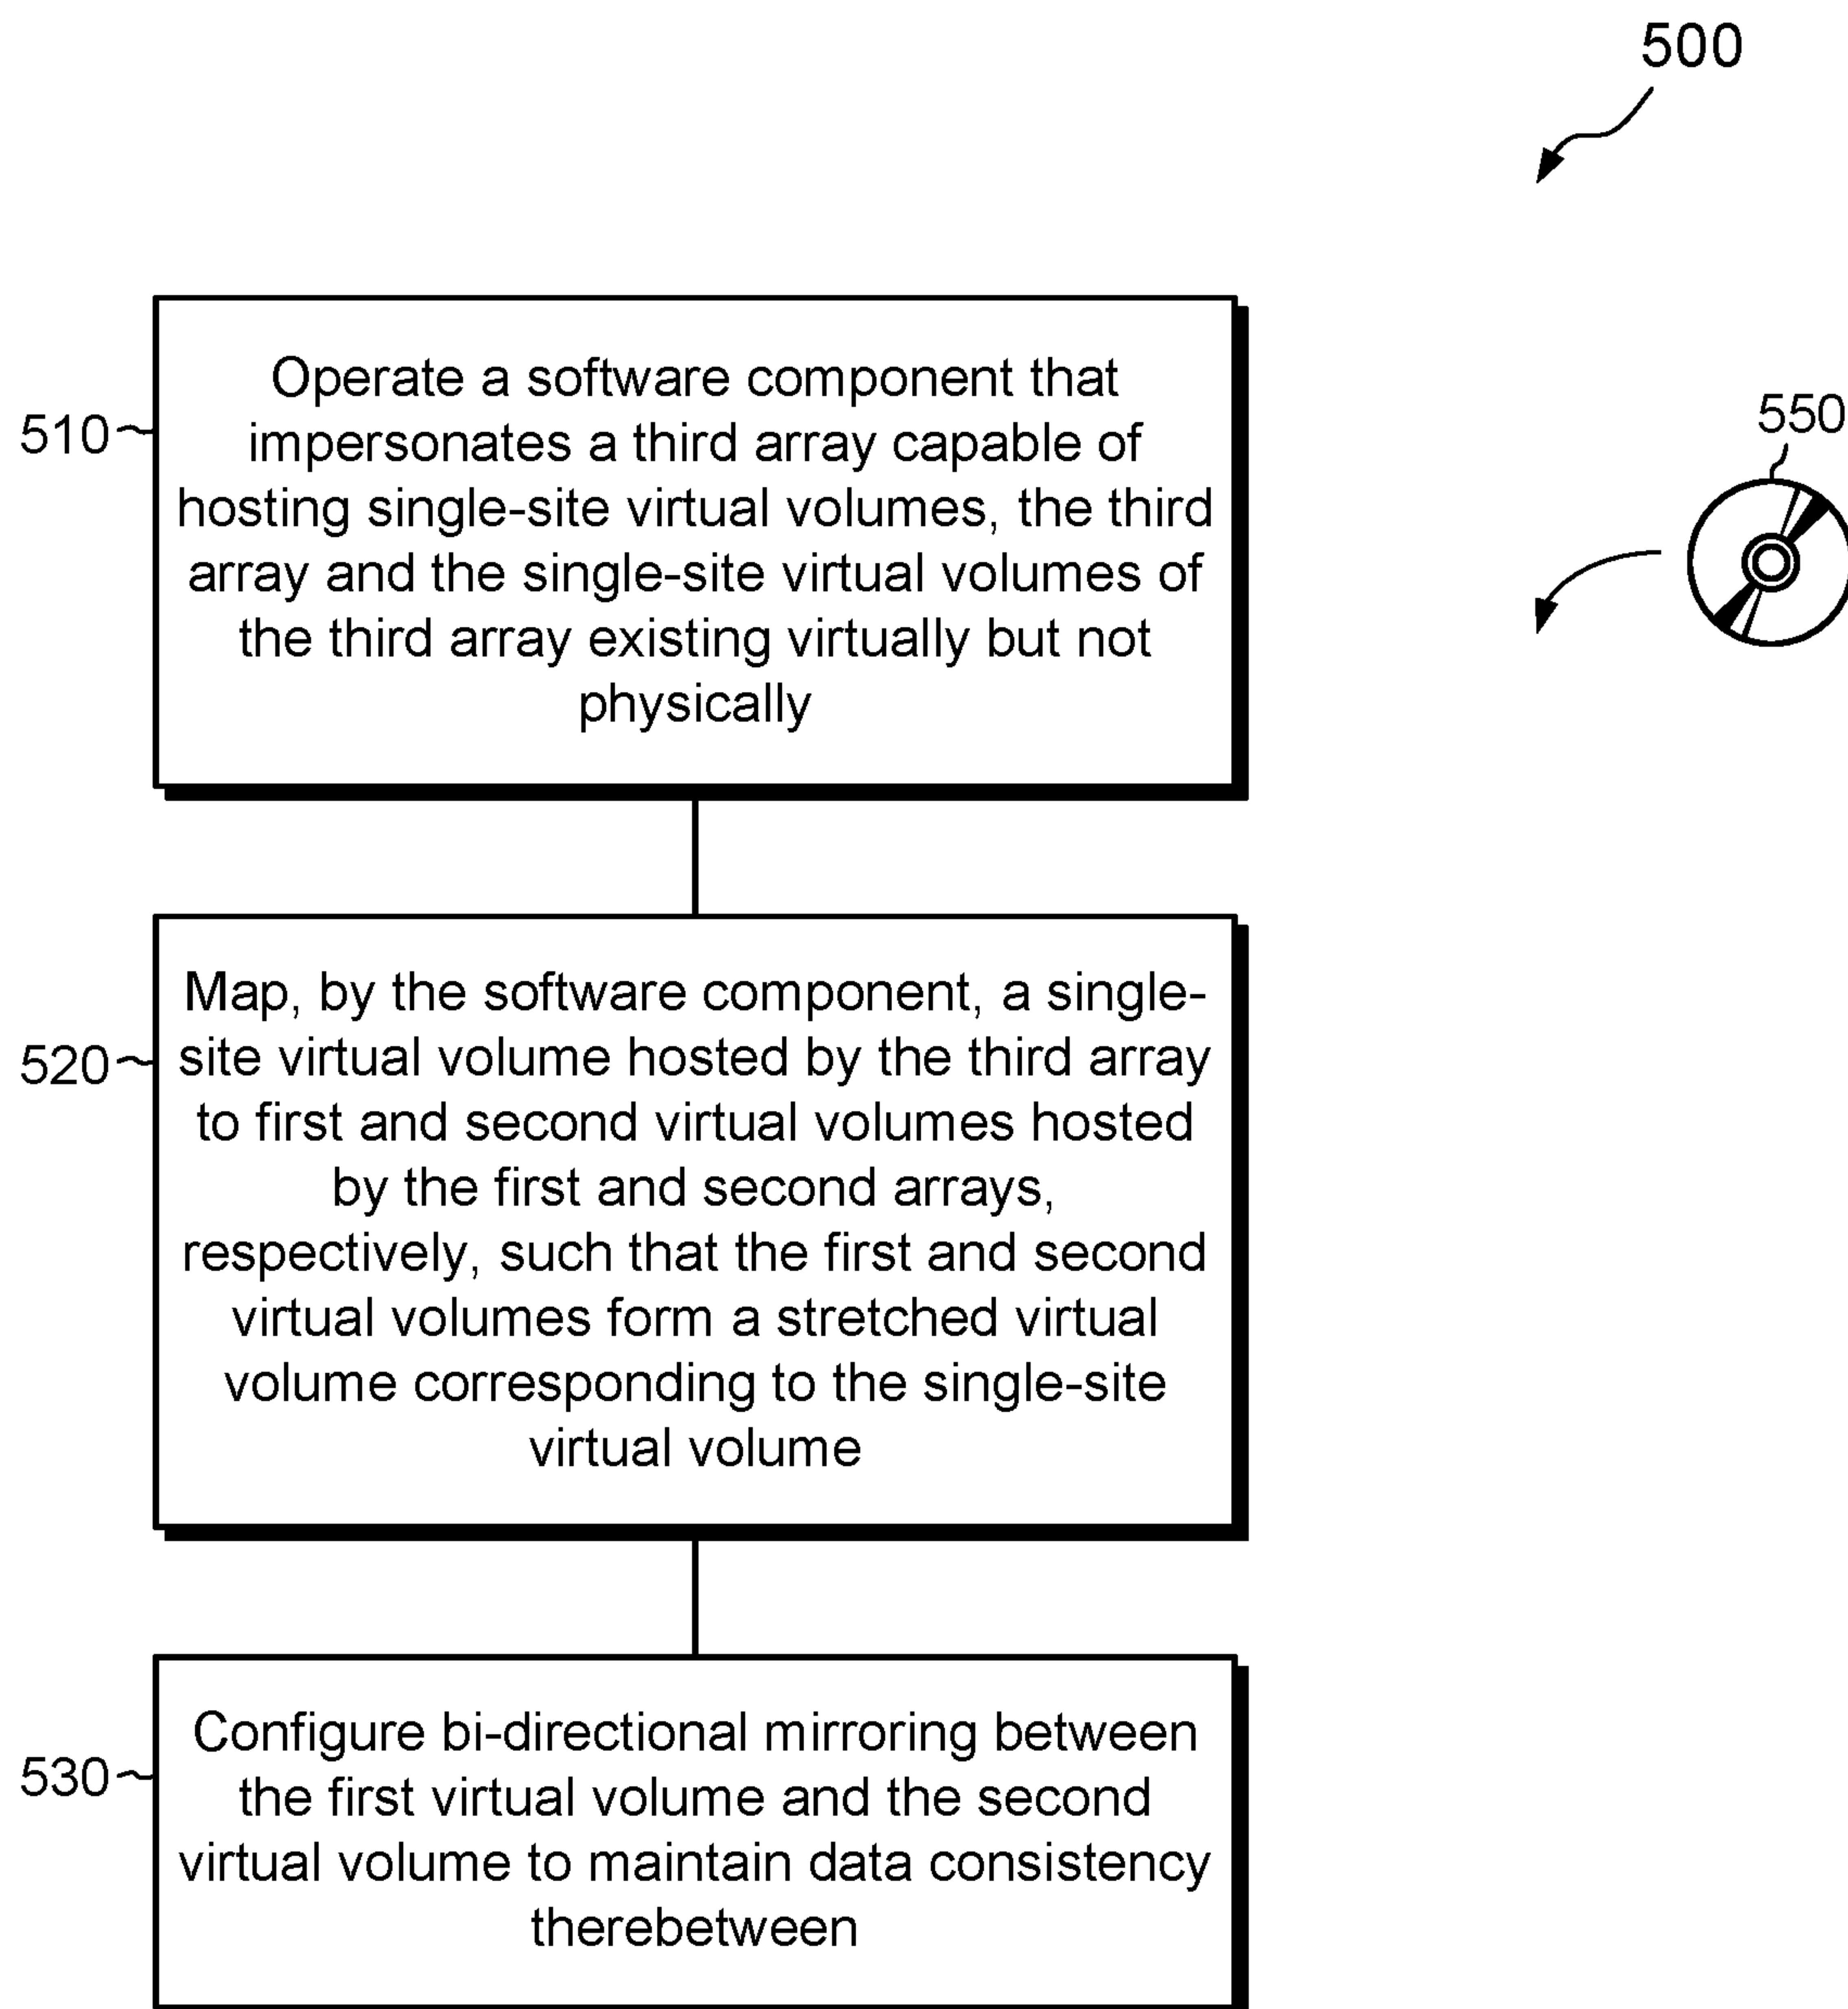 500
550
510
Operate a software component that
impersonates a third array capable of
hosting single-site virtual volumes, the third
array and the single-site virtual volumes of
the third array existing virtually but not
physically
520
Map, by the software component, a single-
site virtual volume hosted by the third array
to first and second virtual volumes hosted
by the first and second arrays,
respectively, such that the first and second
virtual volumes form a stretched virtual
volume corresponding to the single-site
virtual volume
530
Configure bi-directional mirroring between
the first virtual volume and the second
virtual volume to maintain data consistency
therebetween